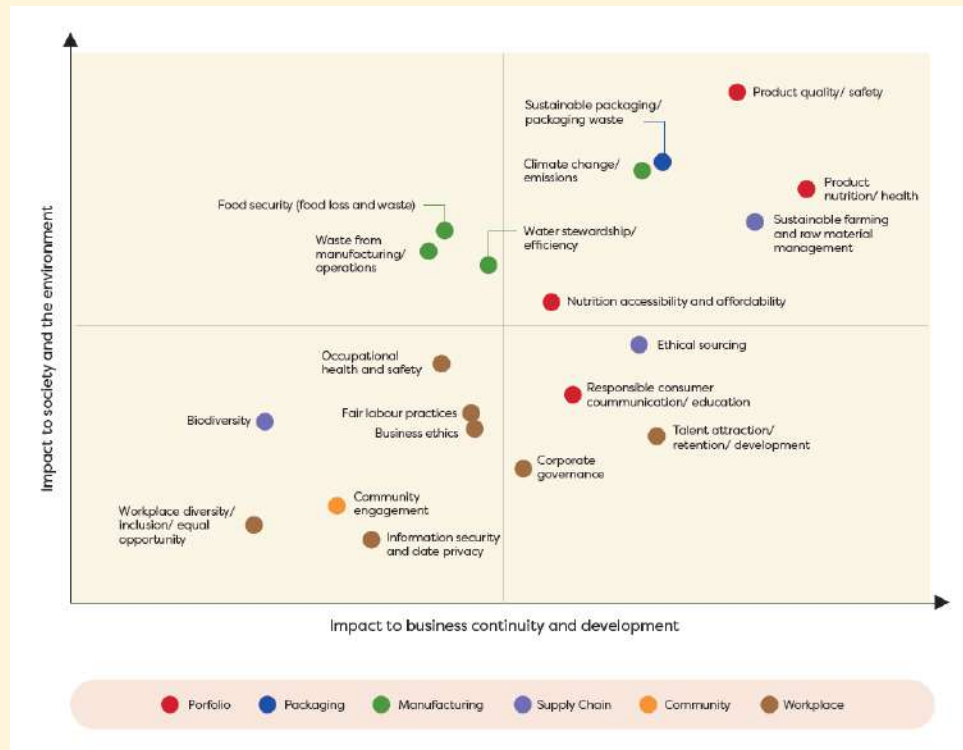 Product quality/ safety
Sustainable packaging/
packaging waste
Climate change/
emissions
Product
nutrition/ health
Food security (food loss and waste)
Sustainable farming
and raw material
management
Water stewardship/
efficiency
Waste from
manufacturing/
operations
Nutrition accessibility and affordability
Impact to society and the environment
Ethical sourcing
Occupational
health and safety
Responsible consumer
coummunication/ education
Fair labour practices
Biodiversity
Business ethics
Talent attraction/
retention/ development
Corporate
governance
Community
engagement
Workplace diversity/
inclusion/ equal
opportunity
Information security
and date privacy
Impact to business continuity and development
Porfolio
Packaging
Manufacturing
Supply Chain
Community
Workplace